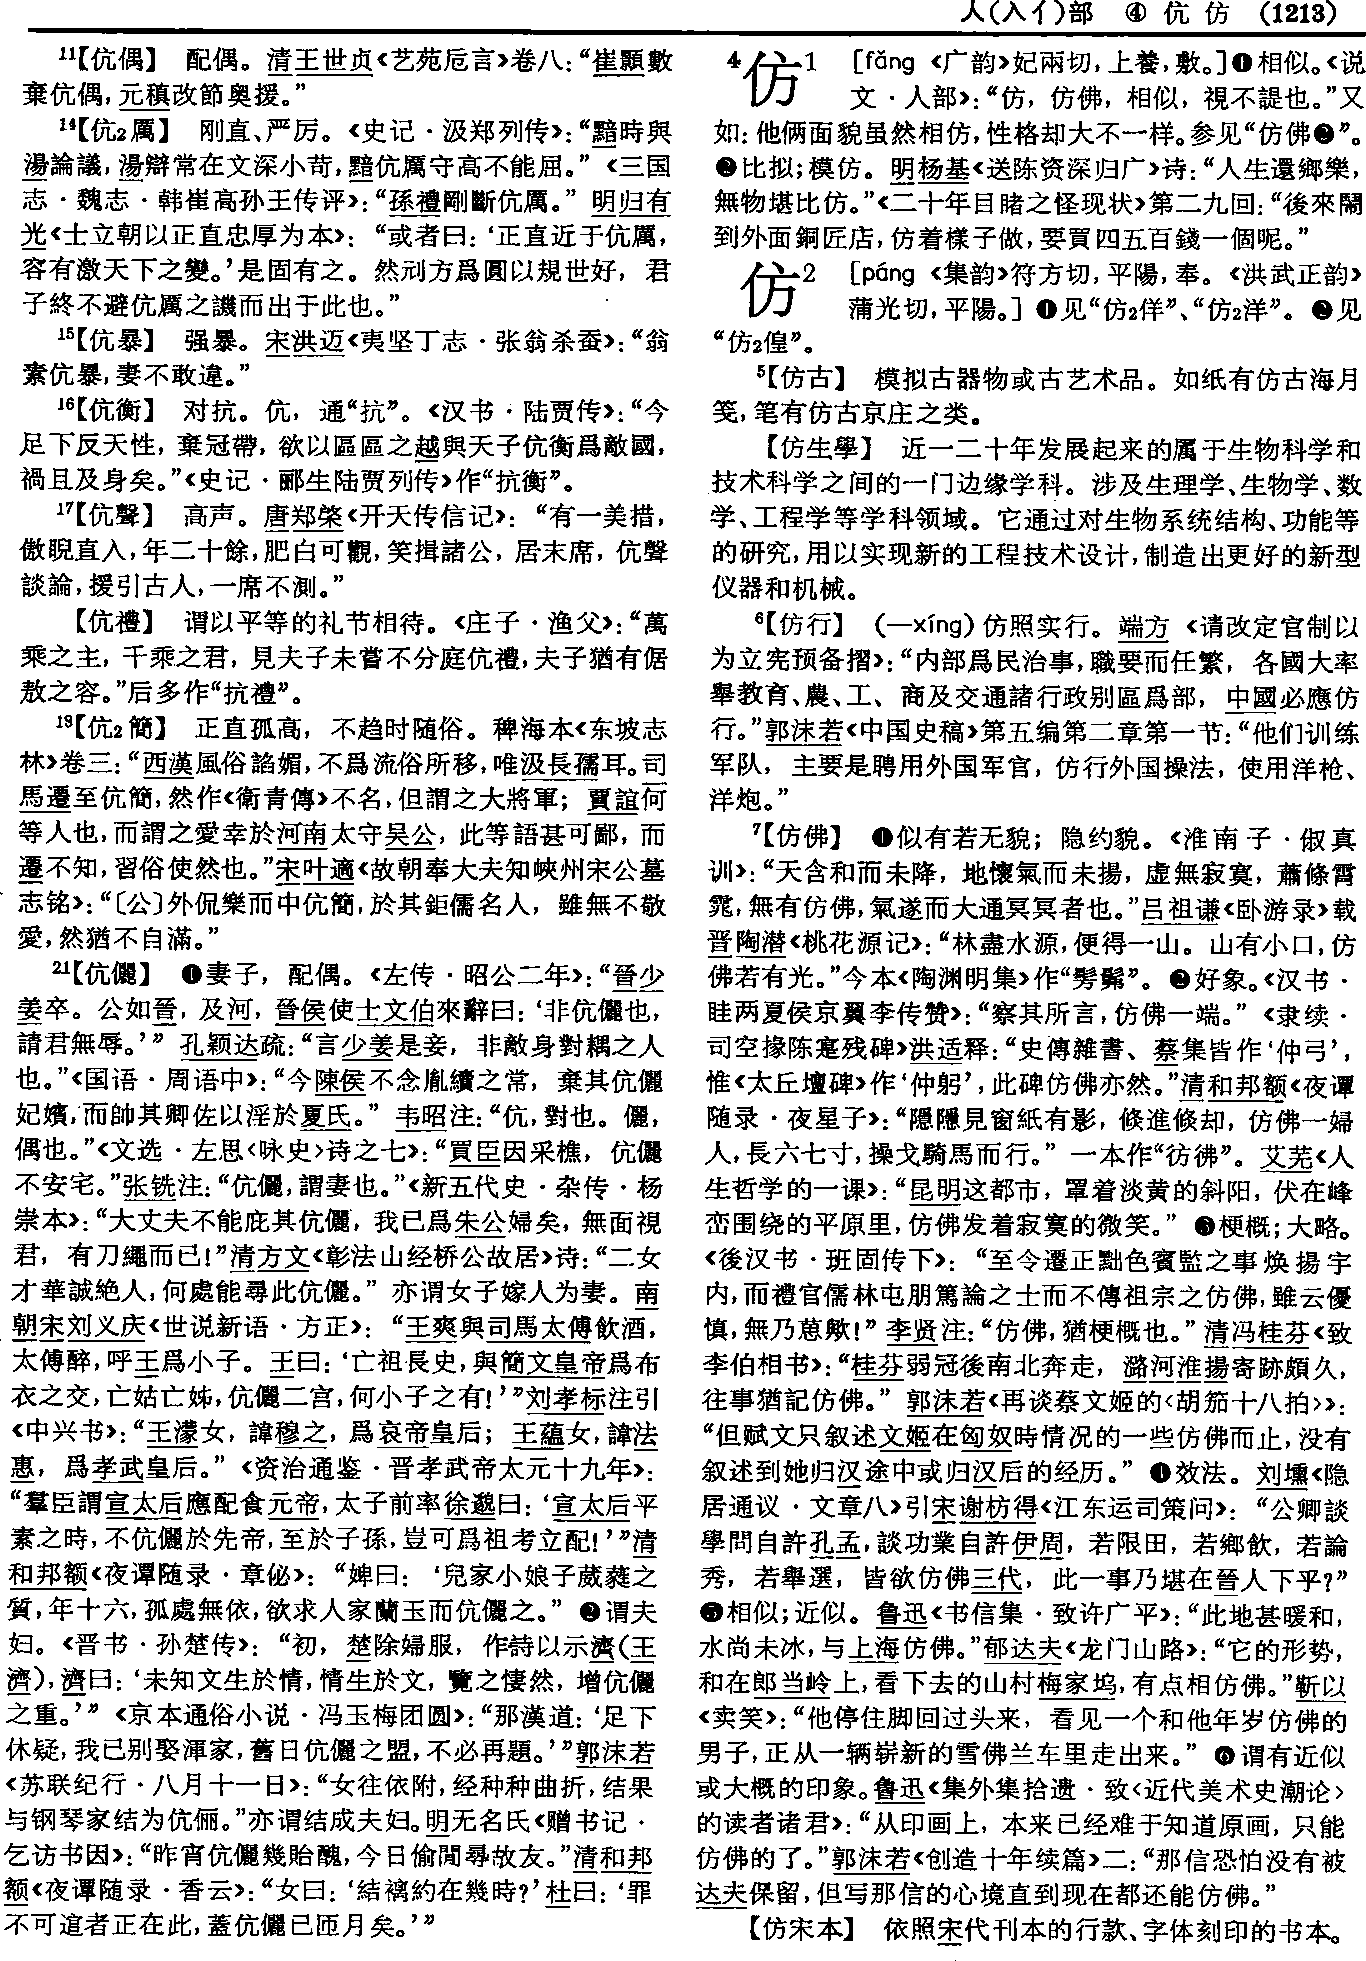 人(入亻)部 ④ 伉 仿 (1213)
¹¹【伉偶】 配偶。清王世贞《艺苑卮言》卷八：“崔顥數
棄伉偶，元稹改節奥援。”
¹⁴【伉₂厲】 刚直、严厉。《史记·汲郑列传》：“黯時與
湯論議，湯辯常在文深小苛，黯伉厲守高不能屈。”《三国
志·魏志·韩崔高孙王传评》：“孫禮剛斷伉厲。”明归有
光《士立朝以正直忠厚为本》：“或者曰：‘正直近于伉厲，
容有激天下之變。’是固有之。然刓方爲圓以規世好，君
子終不避伉厲之譏而出于此也。”
¹⁵【伉暴】 强暴。宋洪迈《夷坚丁志·张翁杀蚕》：“翁
素伉暴，妻不敢違。”
¹⁶【伉衡】 对抗。伉，通“抗”。《汉书·陆贾传》：“今
足下反天性，棄冠帶，欲以區區之越與天子伉衡爲敵國，
禍且及身矣。”《史记·郦生陆贾列传》作“抗衡”。
¹⁷【伉聲】 高声。唐郑棨《开天传信记》：“有一美措，
傲睨直入，年二十餘，肥白可觀，笑揖諸公，居末席，伉聲
談論，援引古人，一席不測。”
【伉禮】 谓以平等的礼节相待。《庄子·渔父》：“萬
乘之主，千乘之君，見夫子未嘗不分庭伉禮，夫子猶有倨
敖之容。”后多作“抗禮”。
¹⁹【伉₂簡】 正直孤高，不趋时随俗。稗海本《东坡志
林》卷三：“西漢風俗諂媚，不爲流俗所移，唯汲長孺耳。司
馬遷至伉簡，然作《衛青傳》不名，但謂之大將軍；賈誼何
等人也，而謂之愛幸於河南太守吴公，此等語甚可鄙，而
遷不知，習俗使然也。”宋叶適《故朝奉大夫知峽州宋公墓
志铭》：“〔公〕外侃樂而中伉簡，於其鉅儒名人，雖無不敬
愛，然猶不自滿。”
²¹【伉儷】 ❶妻子，配偶。《左传·昭公二年》：“晉少
姜卒。公如晉，及河，晉侯使士文伯來辭曰：‘非伉儷也，
請君無辱。’”孔颖达疏：“言少姜是妾，非敵身對耦之人
也。”《国语·周语中》：“今陳侯不念胤續之常，棄其伉儷
妃嬪，而帥其卿佐以淫於夏氏。”韦昭注：“伉，對也。儷，
偶也。”《文选·左思〈咏史〉诗之七》：“買臣因采樵，伉儷
不安宅。”张铣注：“伉儷，謂妻也。”《新五代史·杂传·杨
崇本》：“大丈夫不能庇其伉儷，我已爲朱公婦矣，無面視
君，有刀繩而已！”清方文《彰法山经桥公故居》诗：“二女
才華誠絶人，何處能尋此伉儷。”亦谓女子嫁人为妻。南
朝宋刘义庆《世说新语·方正》：“王爽與司馬太傅飲酒，
太傅醉，呼王爲小子。王曰：‘亡祖長史，與簡文皇帝爲布
衣之交，亡姑亡姊，伉儷二宫，何小子之有！’”刘孝标注引
《中兴书》：“王濛女，諱穆之，爲哀帝皇后；王蕴女，諱法
惠，爲孝武皇后。”《资治通鉴·晋孝武帝太元十九年》：
“羣臣謂宣太后應配食元帝，太子前率徐邈曰：‘宣太后平
素之時，不伉儷於先帝，至於子孫，豈可爲祖考立配！’”清
和邦额《夜谭随录·章佖》：“婢曰：‘兒家小娘子葳蕤之
質，年十六，孤處無依，欲求人家蘭玉而伉儷之。”❷谓夫
妇。《晋书·孙楚传》：“初，楚除婦服，作詩以示濟(王
濟)，濟曰：‘未知文生於情，情生於文，覽之悽然，增伉儷
之重。’”《京本通俗小说·冯玉梅团圆》：“那漢道：‘足下
休疑，我已别娶渾家，舊日伉儷之盟，不必再題。’”郭沫若
《苏联纪行·八月十一日》：“女往依附，经种种曲折，结果
与钢琴家结为伉俪。”亦谓结成夫妇。明无名氏《赠书记·
乞访书因》：“昨宵伉儷幾貽醜，今日偷閒尋故友。”清和邦
额《夜谭随录·香云》：“女曰：‘結褵約在幾時？’杜曰：‘罪
不可逭者正在此，蓋伉儷已匝月矣。’”
⁴仿¹ [fǎng 《广韵》妃兩切，上養，敷。]❶相似。《说
文·人部》：“仿，仿佛，相似，視不諟也。”又
如：他俩面貌虽然相仿，性格却大不一样。参见“仿佛❷”。
❷比拟；模仿。明杨基《送陈资深归广》诗：“人生還鄉樂，
無物堪比仿。”《二十年目睹之怪现状》第二九回：“後來鬧
到外面銅匠店，仿着樣子做，要買四五百錢一個呢。”
仿² [páng 《集韵》符方切，平陽，奉。《洪武正韵》
蒲光切，平陽。] ❶见“仿₂佯”、“仿₂洋”。❷见
“仿₂偟”。
⁵【仿古】 模拟古器物或古艺术品。如纸有仿古海月
笺，笔有仿古京庄之类。
【仿生學】 近一二十年发展起来的属于生物科学和
技术科学之间的一门边缘学科。涉及生理学、生物学、数
学、工程学等学科领域。它通过对生物系统结构、功能等
的研究，用以实现新的工程技术设计，制造出更好的新型
仪器和机械。
⁶【仿行】 (—xíng)仿照实行。端方《请改定官制以
为立宪预备摺》：“内部爲民治事，職要而任繁，各國大率
舉教育、農、工、商及交通諸行政别區爲部，中國必應仿
行。”郭沫若《中国史稿》第五编第二章第一节：“他们训练
军队，主要是聘用外国军官，仿行外国操法，使用洋枪、
洋炮。”
⁷【仿佛】 ❶似有若无貌；隐约貌。《淮南子·俶真
训》：“天含和而未降，地懷氣而未揚，虚無寂寞，蕭條霄
霓，無有仿佛，氣遂而大通冥冥者也。”吕祖谦《卧游录》载
晋陶潜《桃花源记》：“林盡水源，便得一山。山有小口，仿
佛若有光。”今本《陶渊明集》作“髣髴”。❷好象。《汉书·
眭两夏侯京翼李传赞》：“察其所言，仿佛一端。”《隶续·
司空掾陈寔残碑》洪适释：“史傳雜書、蔡集皆作‘仲弓’，
惟《太丘壇碑》作‘仲躬’，此碑仿佛亦然。”清和邦额《夜谭
随录·夜星子》：“隱隱見窗紙有影，倏進倏却，仿佛一婦
人，長六七寸，操戈騎馬而行。”一本作“彷彿”。艾芜《人
生哲学的一课》：“昆明这都市，罩着淡黄的斜阳，伏在峰
峦围绕的平原里，仿佛发着寂寞的微笑。”❸梗概；大略。
《後汉书·班固传下》：“至令遷正黜色賓監之事焕揚宇
内，而禮官儒林屯朋篤論之士而不傳祖宗之仿佛，雖云優
慎，無乃葸歟！”李贤注：“仿佛，猶梗概也。”清冯桂芬《致
李伯相书》：“桂芬弱冠後南北奔走，潞河淮揚寄跡頗久，
往事猶記仿佛。”郭沫若《再谈蔡文姬的〈胡笳十八拍〉》：
“但赋文只叙述文姬在匈奴時情况的一些仿佛而止，没有
叙述到她归汉途中或归汉后的经历。”❹效法。刘壎《隐
居通议·文章八》引宋谢枋得《江东运司策问》：“公卿談
學問自許孔孟，談功業自許伊周，若限田，若鄉飲，若論
秀，若舉選，皆欲仿佛三代，此一事乃堪在晉人下乎？”
❺相似；近似。鲁迅《书信集·致许广平》：“此地甚暖和，
水尚未冰，与上海仿佛。”郁达夫《龙门山路》：“它的形势，
和在郎当岭上，看下去的山村梅家坞，有点相仿佛。”靳以
《卖笑》：“他停住脚回过头来，看见一个和他年岁仿佛的
男子，正从一辆崭新的雪佛兰车里走出来。”❻谓有近似
或大概的印象。鲁迅《集外集拾遗·致〈近代美术史潮论〉
的读者诸君》：“从印画上，本来已经难于知道原画，只能
仿佛的了。”郭沫若《创造十年续篇》二：“那信恐怕没有被
达夫保留，但写那信的心境直到现在都还能仿佛。”
【仿宋本】 依照宋代刊本的行款、字体刻印的书本。